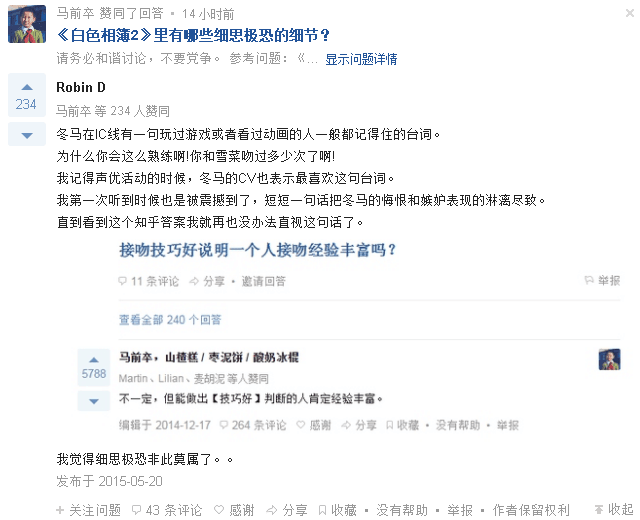 马前卒 赞同了回答 • 14 小时前
《白色相簿2》里有哪些细思极恐的细节？
请务必和谐讨论，不要党争。 参考问题：《... 显示问题详情
234
Robin D
马前卒 等 234 人赞同
冬马在IC线有一句玩过游戏或者看过动画的人一般都记得住的台词。
为什么你会这么熟练啊!你和雪菜吻过多少次了啊!
我记得声优活动的时候，冬马的CV也表示最喜欢这句台词。
我第一次听到时候也是被震撼到了，短短一句话把冬马的悔恨和嫉妒表现的淋漓尽致。
直到看到这个知乎答案我就再也没办法直视这句话了。
接吻技巧好说明一个人接吻经验丰富吗？
11 条评论 分享 • 邀请回答 举报
查看全部 240 个回答
5788
马前卒，山楂糕 / 枣泥饼 / 酸奶冰棍
Martin、Lilian、麦胡泥 等人赞同
不一定，但能做出【技巧好】判断的人肯定经验丰富。
编辑于 2014-12-17 264 条评论 感谢 分享 收藏 • 没有帮助 • 举报
我觉得细思极恐非此莫属了。。
发布于 2015-05-20
+ 关注问题 43 条评论 感谢 分享 收藏 • 没有帮助 • 举报 • 作者保留权利 收起